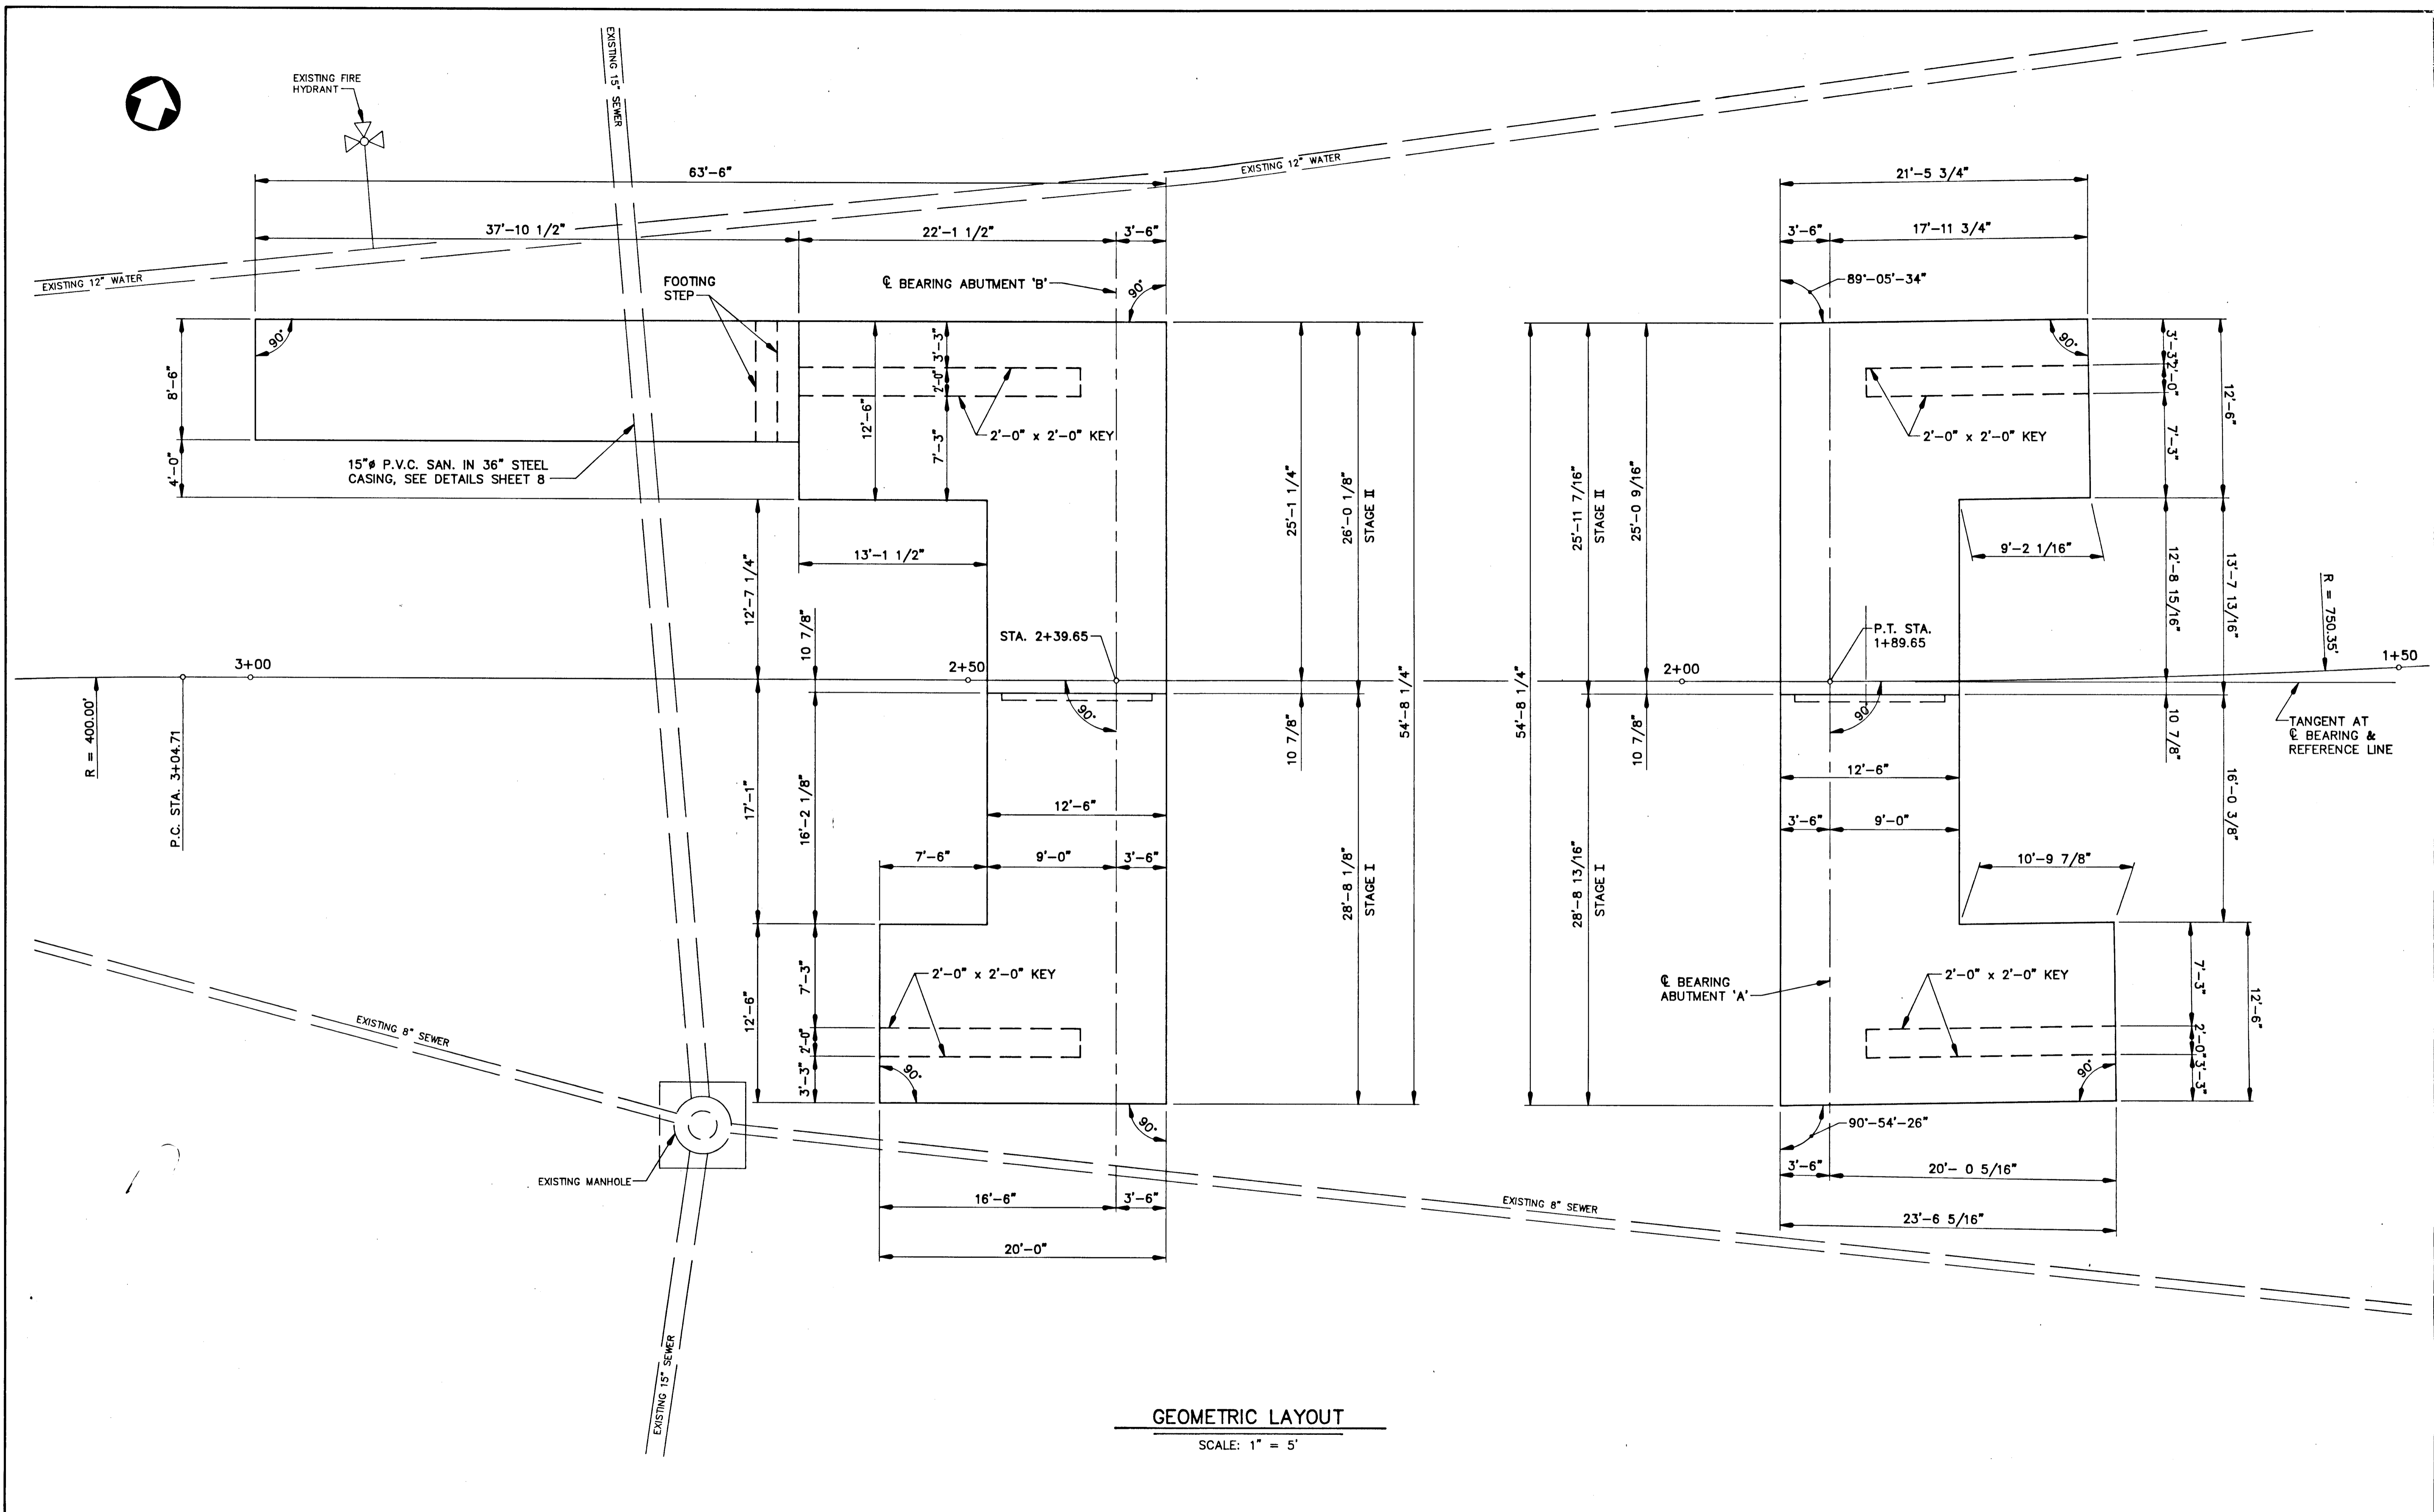 EXISTING FIRE
HYDRANT
EXISTING 15" SEWER
EXISTING 12" WATER
63'-6"
21'-5 3/4"
37'-10 1/2"
22'-1 1/2"
3'-6"
3'-6"
17'-11 3/4"
EXISTING 12" WATER
FOOTING
STEP
℄ BEARING ABUTMENT 'B'
90°
89°-05'-34"
90°
8'-6"
4'-0"
12'-6"
3'-3"
2'-0"
7'-3"
2'-0" x 2'-0" KEY
15"ø P.V.C. SAN. IN 36" STEEL
CASING, SEE DETAILS SHEET 8
25'-1 1/4"
26'-0 1/8"
STAGE II
54'-8 1/4"
54'-8 1/4"
25'-11 7/16"
STAGE II
25'-0 9/16"
90°
2'-0" x 2'-0" KEY
3'-3"
2'-0"
7'-3"
12'-6"
13'-1 1/2"
9'-2 1/16"
12'-7 1/4"
10 7/8"
12'-8 15/16"
13'-7 13/16"
R = 750.35'
STA. 2+39.65
P.T. STA.
1+89.65
3+00
2+50
2+00
1+50
R = 400.00'
P.C. STA. 3+04.71
90°
90°
10 7/8"
10 7/8"
10 7/8"
TANGENT AT
℄ BEARING &
REFERENCE LINE
17'-1"
16'-2 1/8"
12'-6"
12'-6"
7'-6"
9'-0"
3'-6"
3'-6"
9'-0"
10'-9 7/8"
16'-0 3/8"
28'-8 1/8"
STAGE I
28'-8 13/16"
STAGE I
12'-6"
7'-3"
2'-0"
3'-3"
2'-0" x 2'-0" KEY
℄ BEARING
ABUTMENT 'A'
2'-0" x 2'-0" KEY
7'-3"
2'-0"
3'-3"
12'-6"
EXISTING 8" SEWER
90°
90°
90°
90°-54'-26"
EXISTING MANHOLE
16'-6"
3'-6"
3'-6"
20'- 0 5/16"
EXISTING 8" SEWER
20'-0"
23'-6 5/16"
EXISTING 15" SEWER
GEOMETRIC LAYOUT
SCALE: 1" = 5'